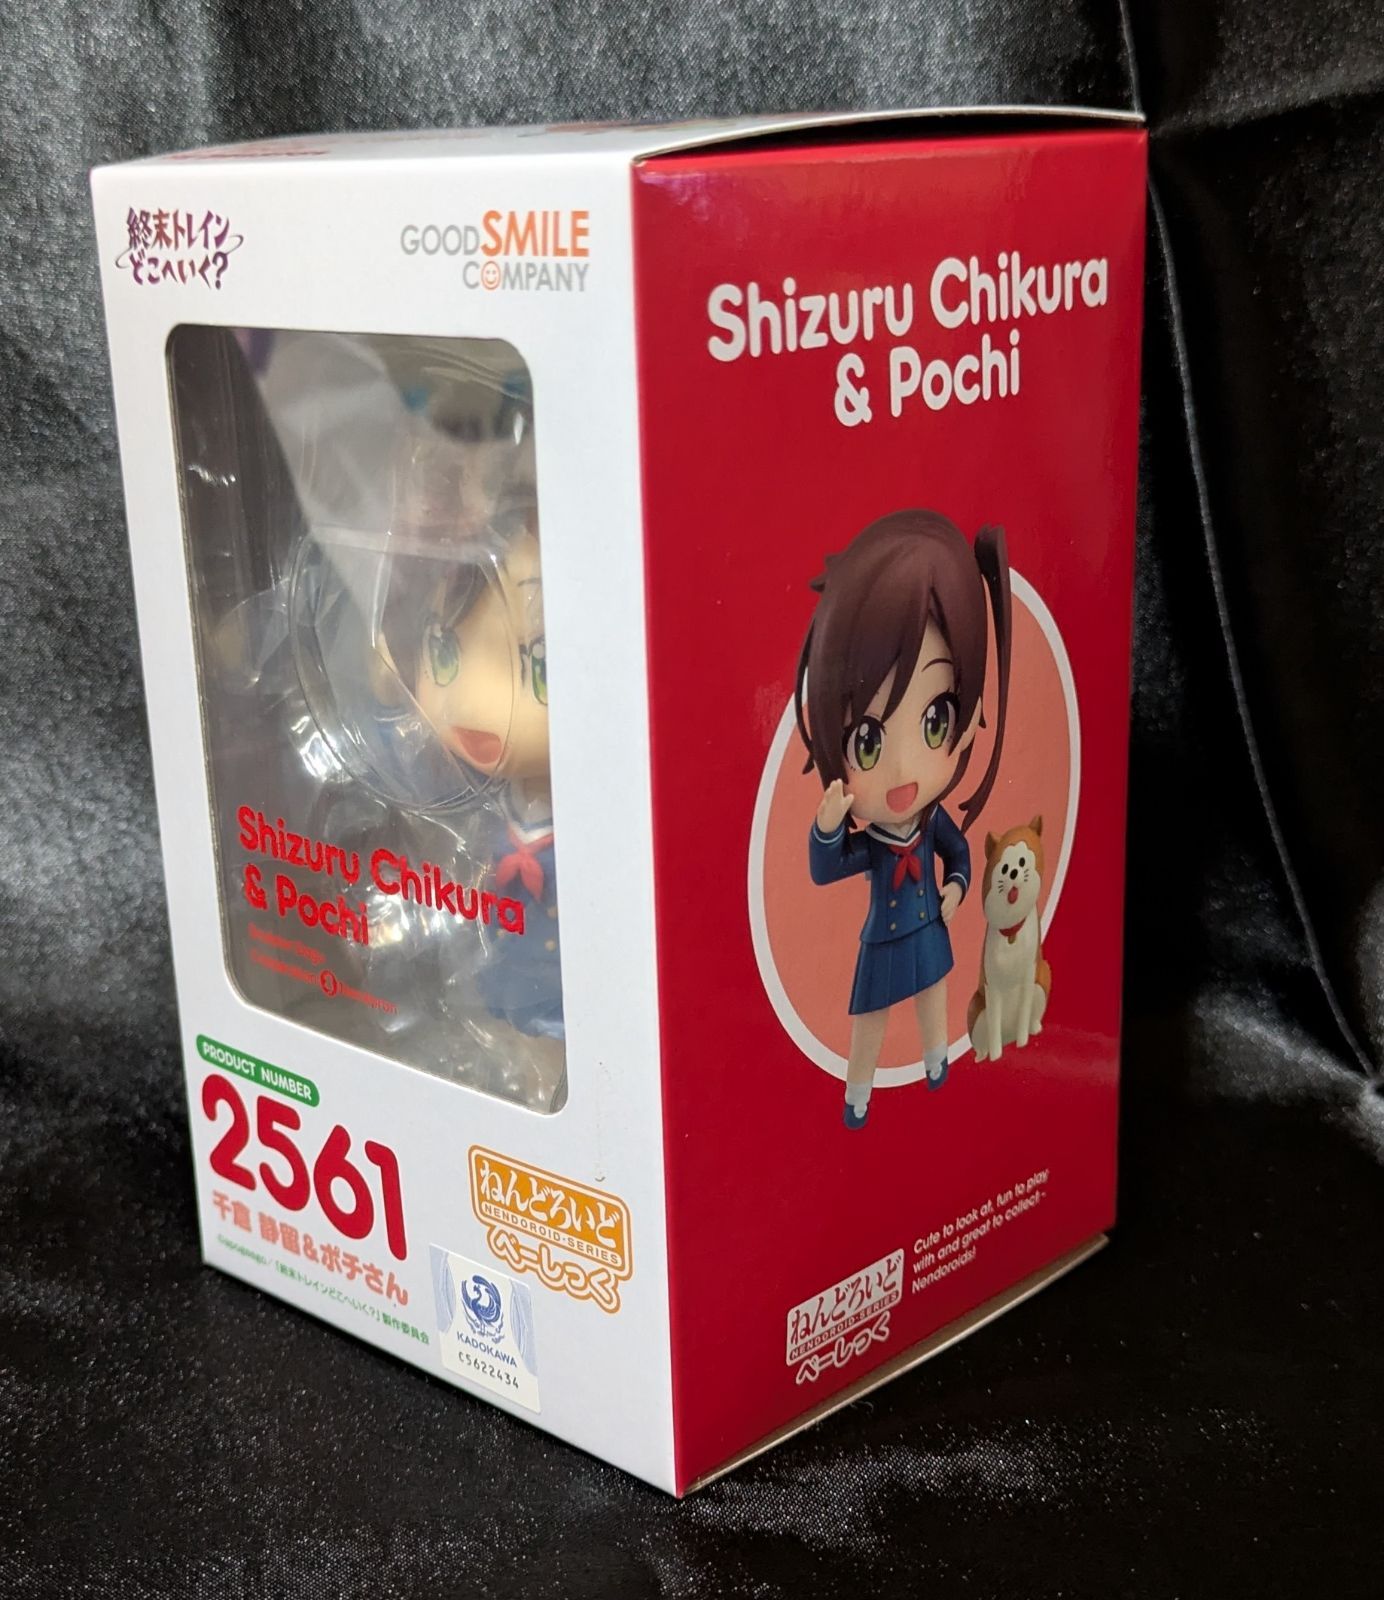 終末トレイン
どこへいく?
GOOD SMILE
COMPANY
Shizuru Chikura
& Pochi
PRODUCT NUMBER
2561
千倉 静留&ポチさん
©apogeego/「終末トレインどこへいく?」製作委員会
ねんどろいど
NENDOROID-SERIES
べーしっく
KADOKAWA
C5622434
Shizuru Chikura
& Pochi
Cute to look at, fun to play
with and great to collect -
Nendoroids!
ねんどろいど
NENDOROID-SERIES
べーしっく